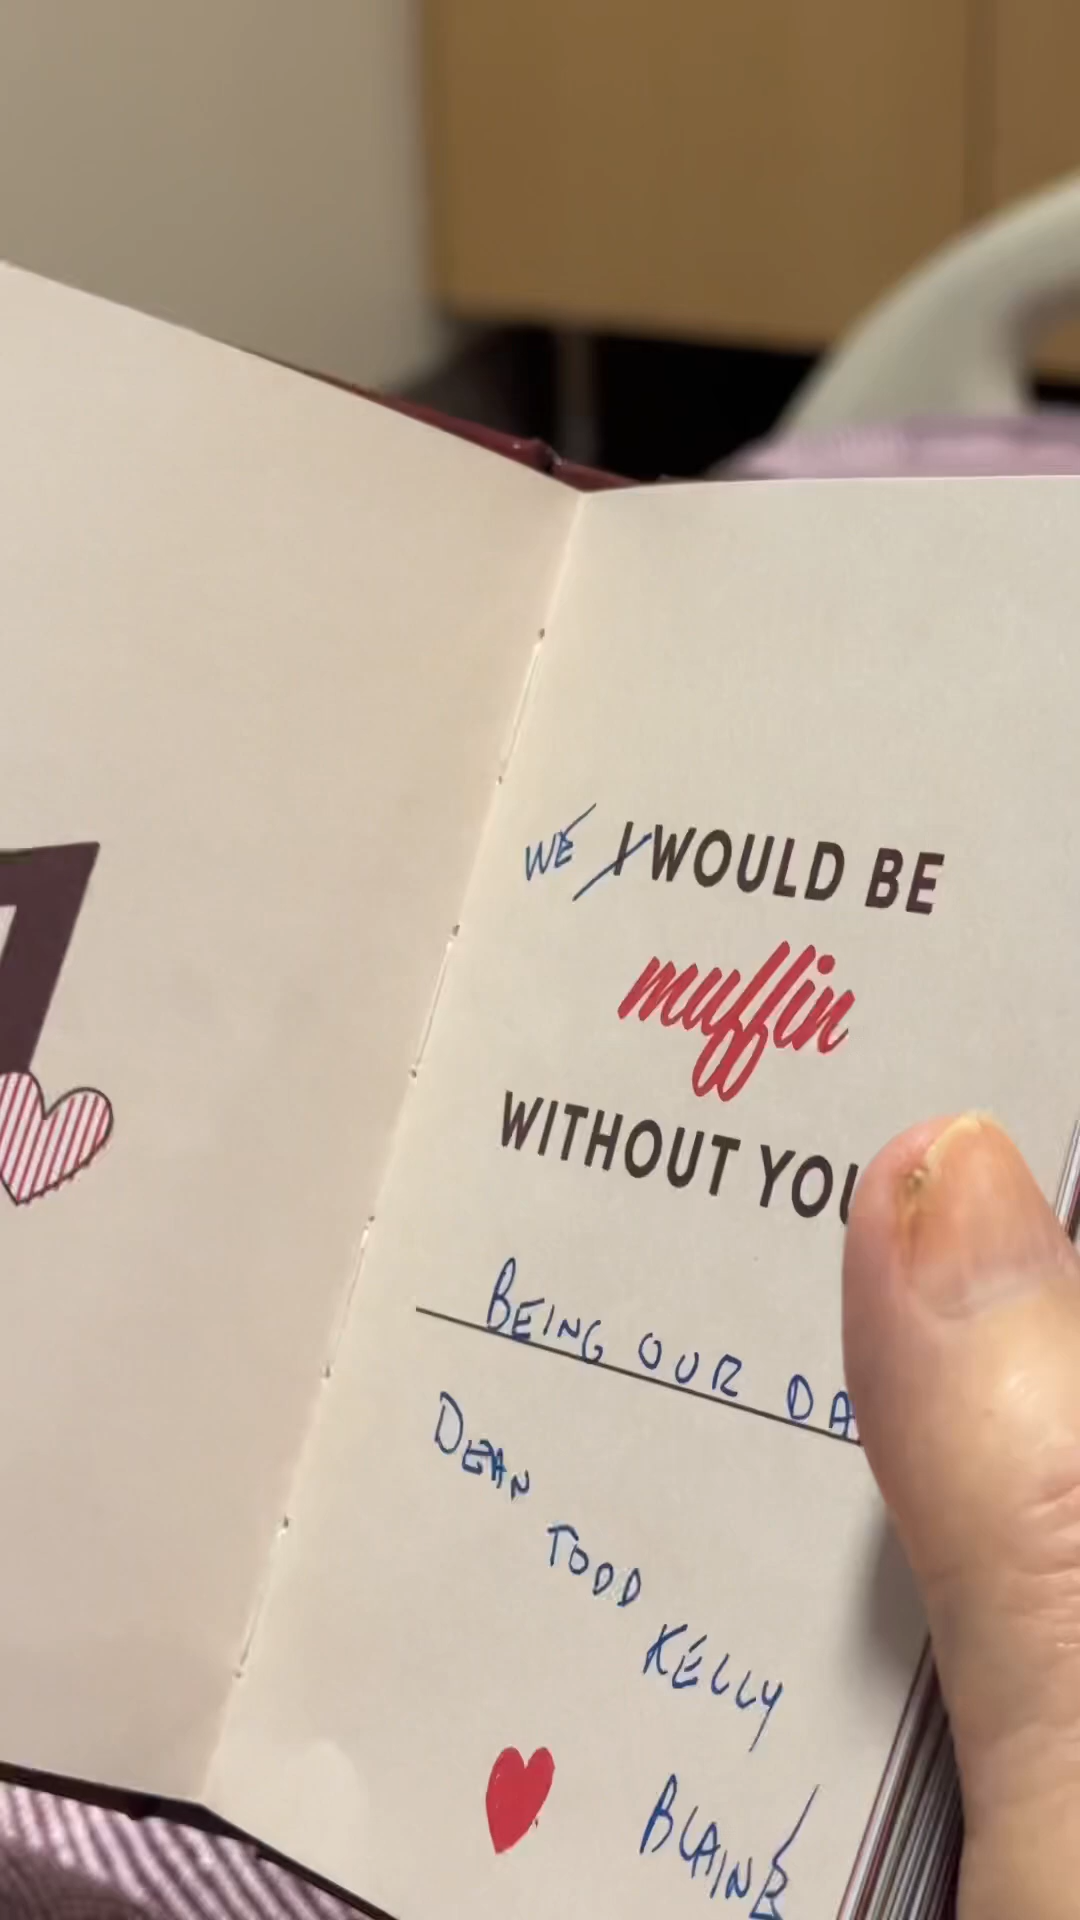 WE I WOULD BE
muffin
WITHOUT YOU
BEING OUR DA
DEAN
TODD
KELLY
BLAINE